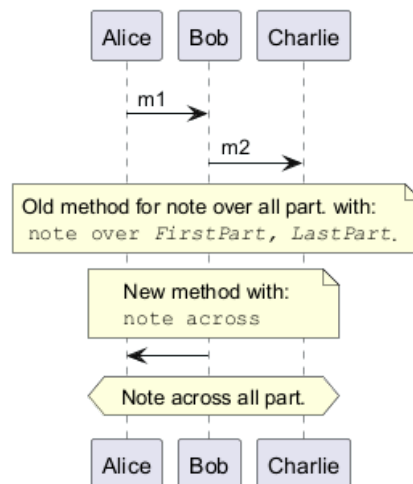 Alice Bob Charlie
m1
m2
Old method for note over all part. with:
note over FirstPart, LastPart.
New method with:
note across
Note across all part.
Alice Bob Charlie